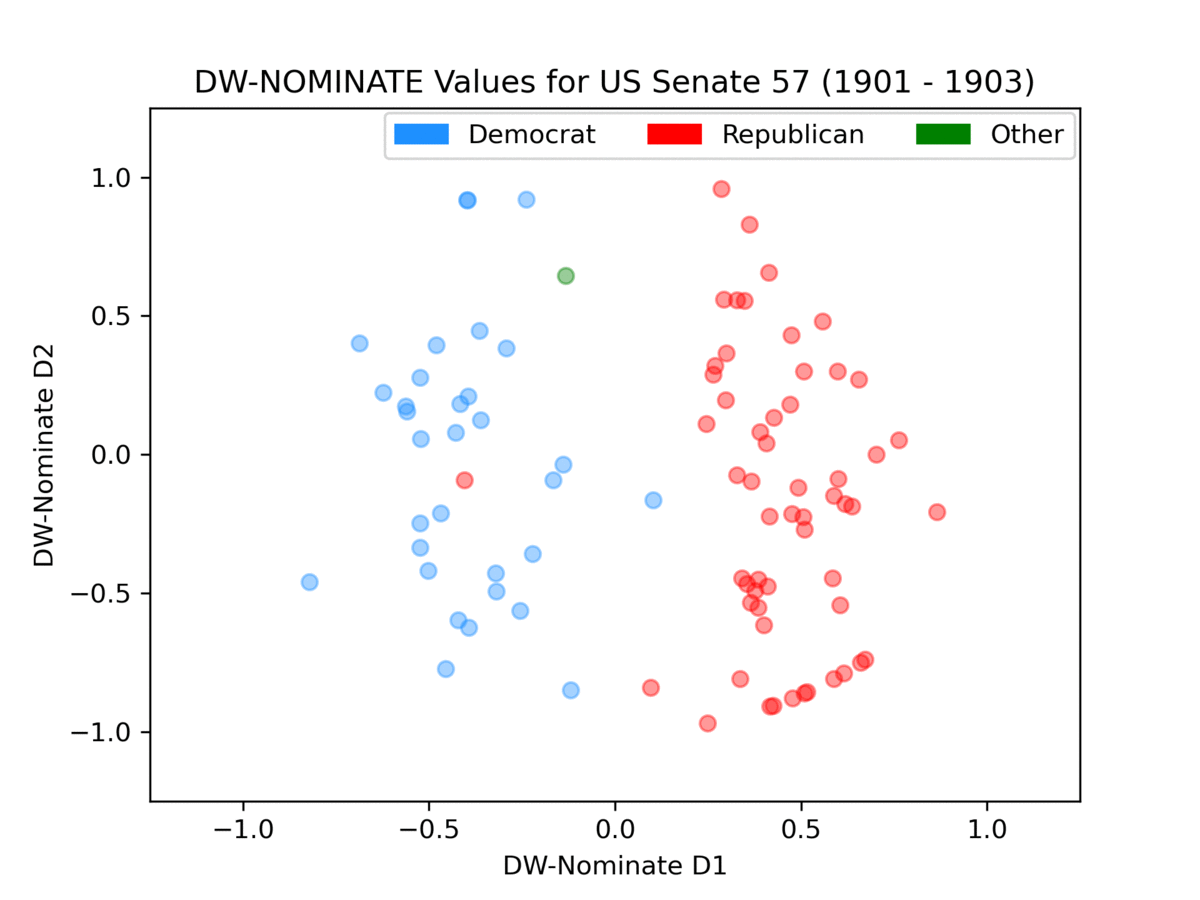 DW-NOMINATE Values for US Senate 57 (1901 - 1903)
Democrat Republican Other
1.0
0.5
0.0
−0.5
−1.0
DW-Nominate D2
−1.0 −0.5 0.0 0.5 1.0
DW-Nominate D1